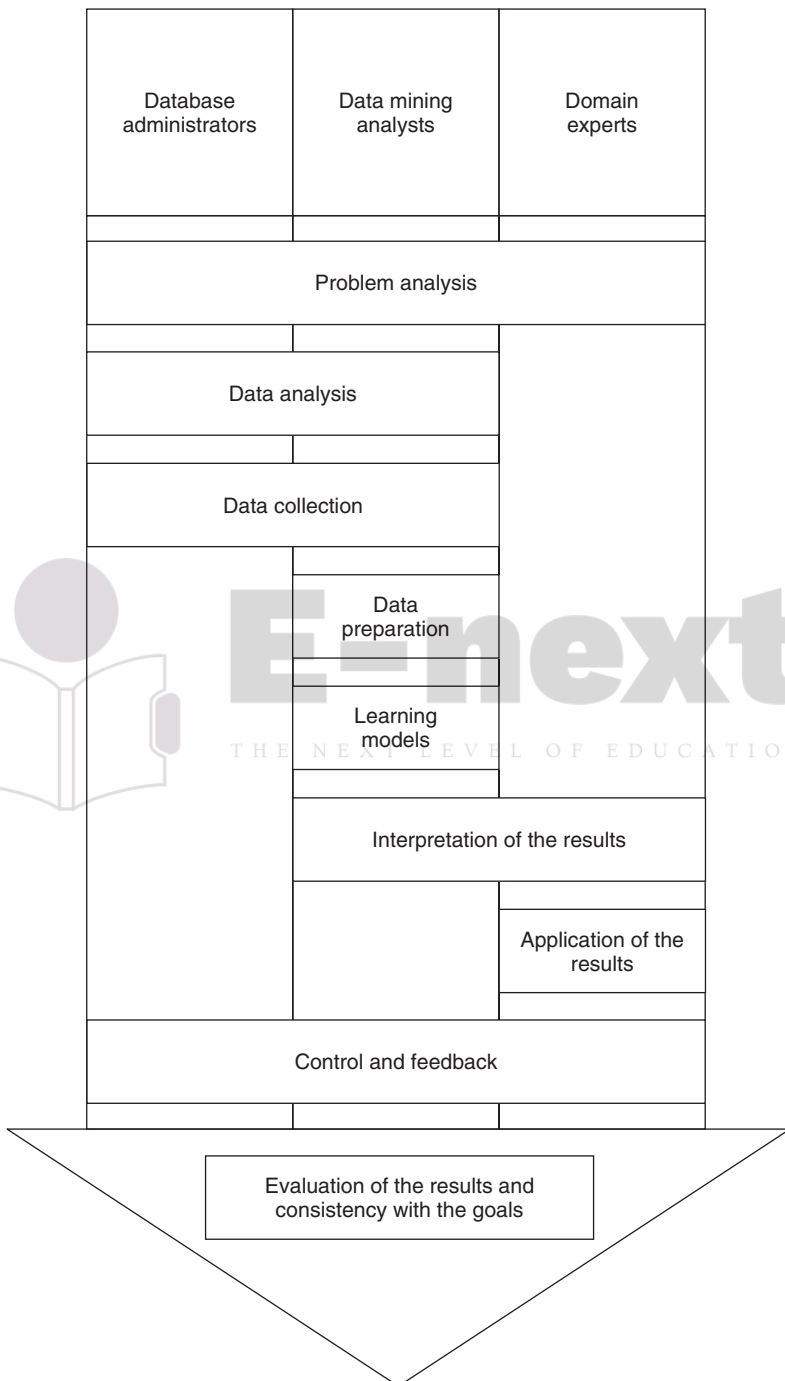 Database
administrators
Data mining
analysts
Domain
experts
Problem analysis
Data analysis
Data collection
Data
preparation
E-next
Learning
models
THE NEXT LEVEL OF EDUCATIO
Interpretation of the results
Application of the
results
Control and feedback
Evaluation of the results and
consistency with the goals